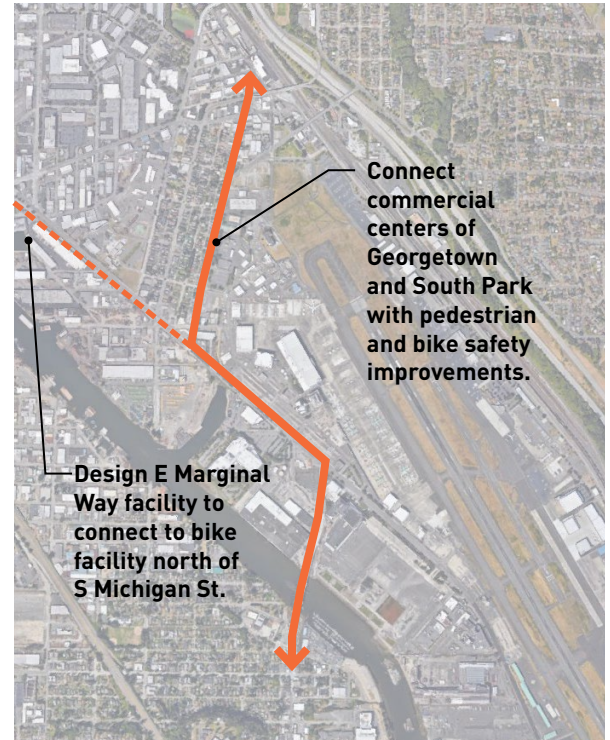 Connect
commercial
centers of
Georgetown
and South Park
with pedestrian
and bike safety
improvements.
Design E Marginal
Way facility to
connect to bike
facility north of
S Michigan St.